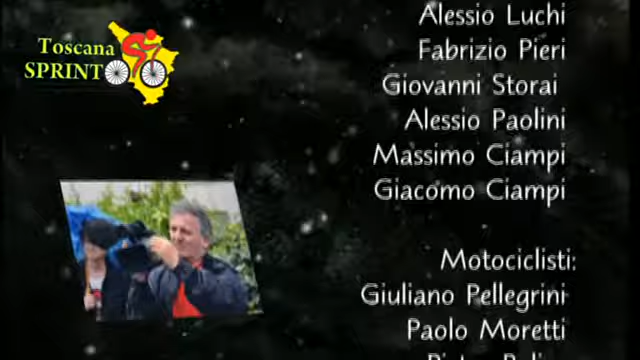 Toscana
SPRINT
Alessio Luchi
Fabrizio Pieri
Giovanni Storai
Alessio Paolini
Massimo Ciampi
Giacomo Ciampi
Motociclisti:
Giuliano Pellegrini
Paolo Moretti